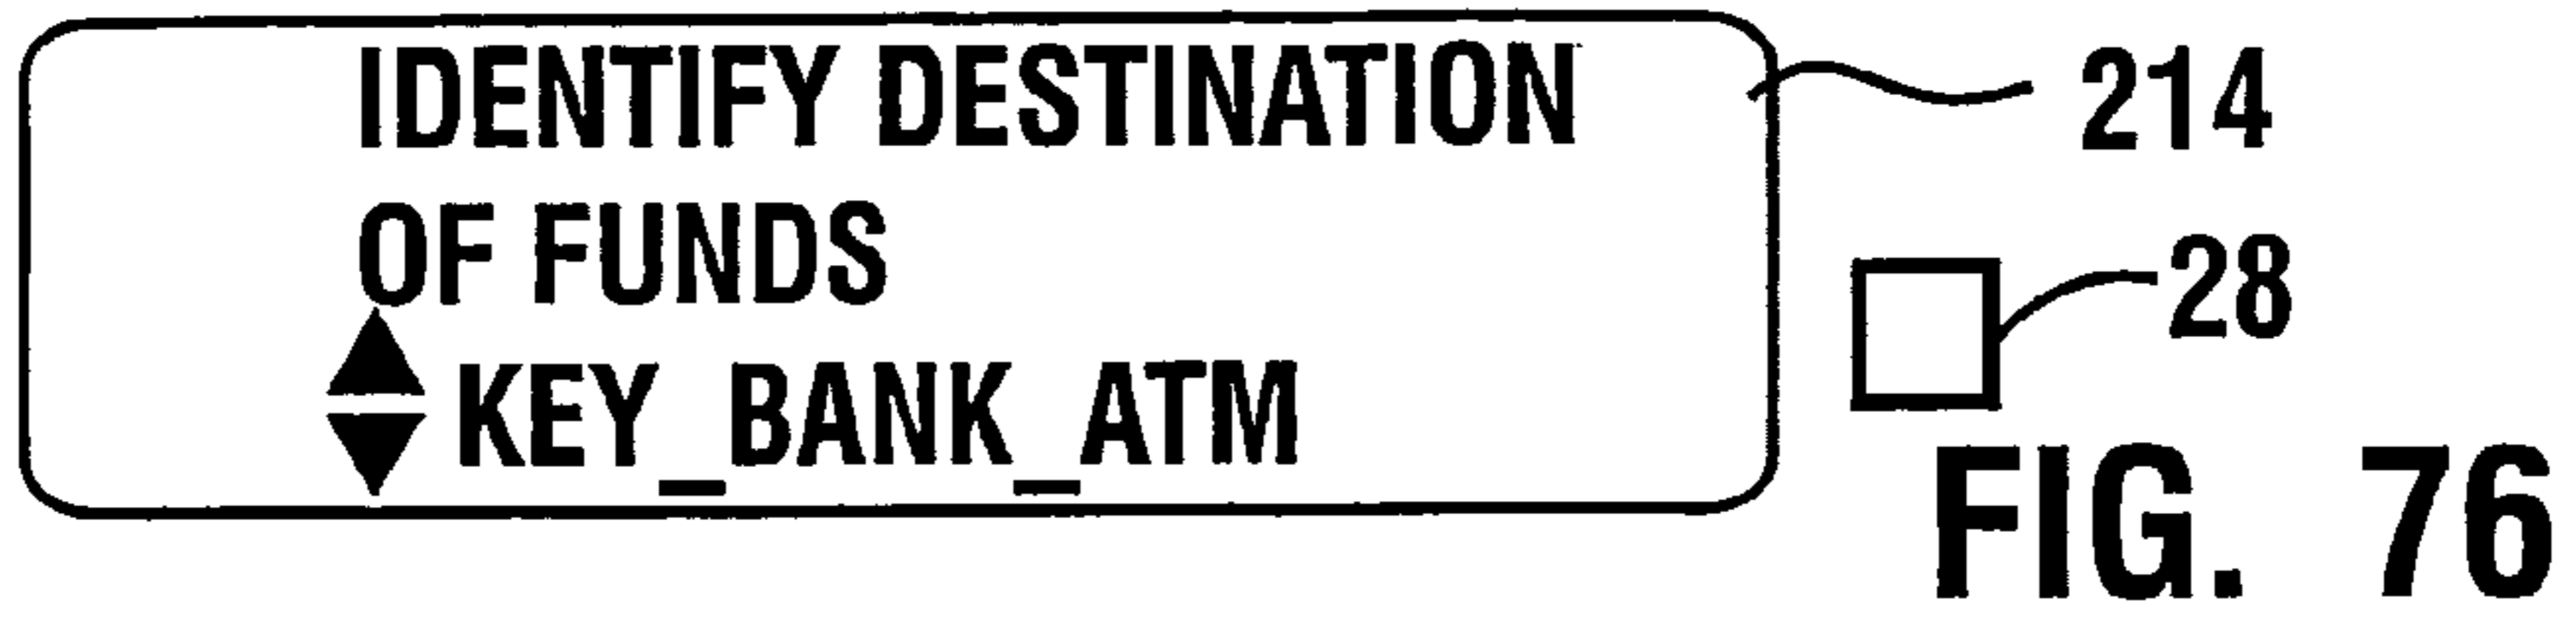 IDENTIFY DESTINATION
OF FUNDS
KEY_BANK_ATM
214
28
FIG. 76